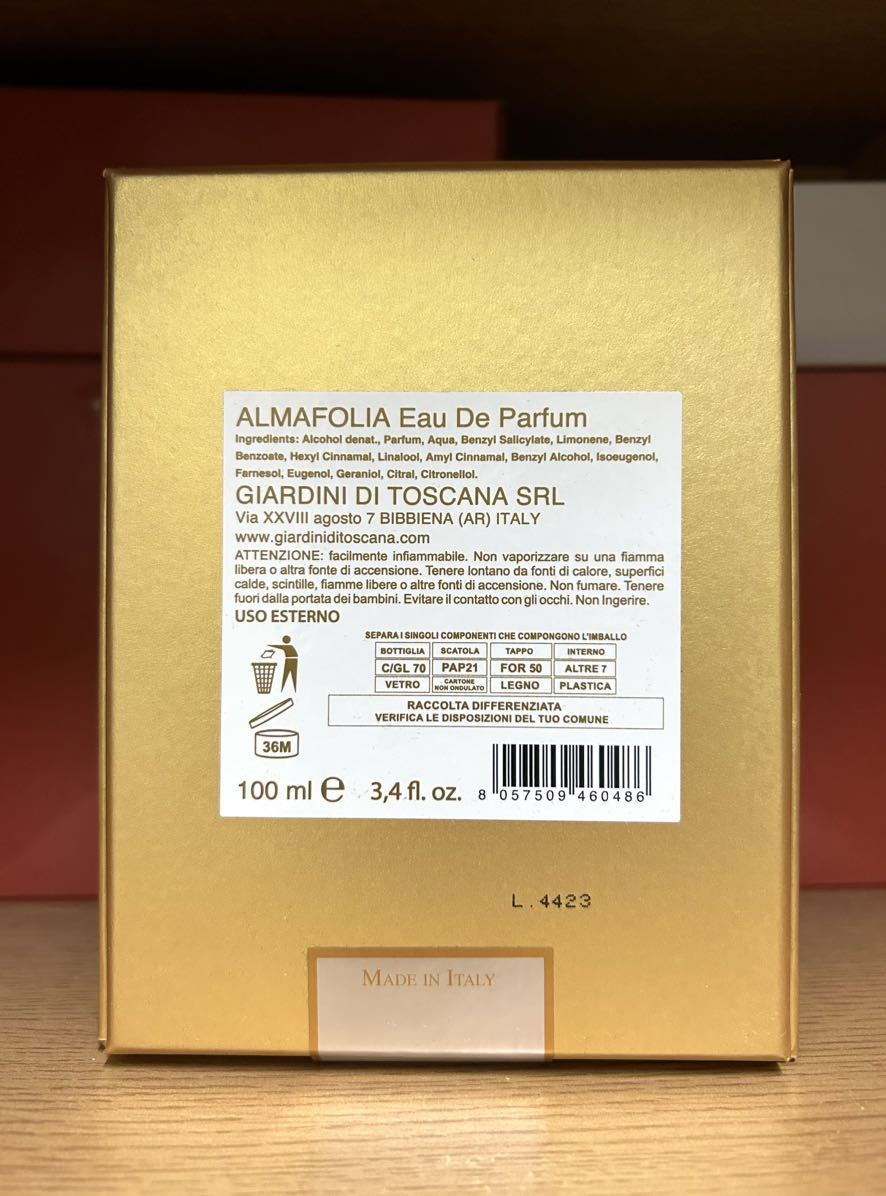 ALMAFOLIA Eau De Parfum
Ingredients: Alcohol denat., Parfum, Aqua, Benzyl Salicylate, Limonene, Benzyl
Benzoate, Hexyl Cinnamal, Linalool, Amyl Cinnamal, Benzyl Alcohol, Isoeugenol,
Farnesol, Eugenol, Geraniol, Citral, Citronellol.
GIARDINI DI TOSCANA SRL
Via XXVIII agosto 7 BIBBIENA (AR) ITALY
www.giardiniditoscana.com
ATTENZIONE: facilmente infiammabile. Non vaporizzare su una fiamma
libera o altra fonte di accensione. Tenere lontano da fonti di calore, superfici
calde, scintille, fiamme libere o altre fonti di accensione. Non fumare. Tenere
fuori dalla portata dei bambini. Evitare il contatto con gli occhi. Non Ingerire.
USO ESTERNO
SEPARA I SINGOLI COMPONENTI CHE COMPONGONO L'IMBALLO
BOTTIGLIA SCATOLA TAPPO INTERNO
C/GL 70 PAP21 FOR 50 ALTRE 7
VETRO CARTONE NON ONDULATO LEGNO PLASTICA
RACCOLTA DIFFERENZIATA
VERIFICA LE DISPOSIZIONI DEL TUO COMUNE
36M
100 ml e 3,4 fl. oz.
8 057509 460486
L.4423
MADE IN ITALY